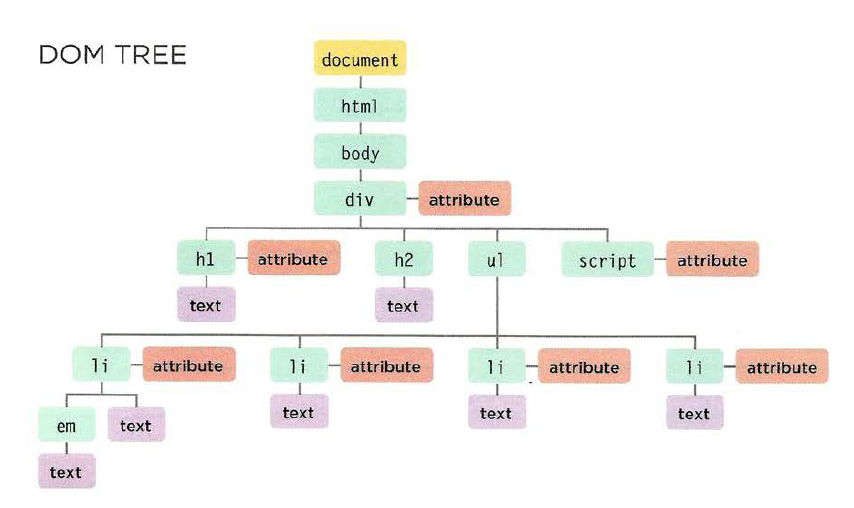 DOM TREE
document
html
body
div attribute
h1 attribute h2 ul script attribute
text text
li attribute li attribute li attribute li attribute
text text text
em text
text